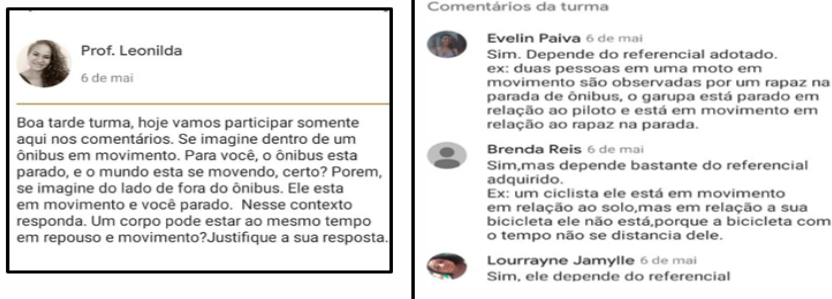 Prof. Leonilda
6 de mai
Boa tarde turma, hoje vamos participar somente
aqui nos comentários. Se imagine dentro de um
ônibus em movimento. Para você, o ônibus esta
parado, e o mundo esta se movendo, certo? Porem,
se imagine do lado de fora do ônibus. Ele esta
em movimento e você parado. Nesse contexto
responda. Um corpo pode estar ao mesmo tempo
em repouso e movimento?Justifique a sua resposta.
Comentários da turma
Evelin Paiva 6 de mai
Sim. Depende do referencial adotado.
ex: duas pessoas em uma moto em
movimento são observadas por um rapaz na
parada de ônibus, o garupa está parado em
relação ao piloto e está em movimento em
relação ao rapaz na parada.
Brenda Reis 6 de mai
Sim,mas depende bastante do referencial
adquirido.
Ex: um ciclista ele está em movimento
em relação ao solo,mas em relação a sua
bicicleta ele não está,porque a bicicleta com
o tempo não se distancia dele.
Lourrayne Jamylle 6 de mai
Sim, ele depende do referencial